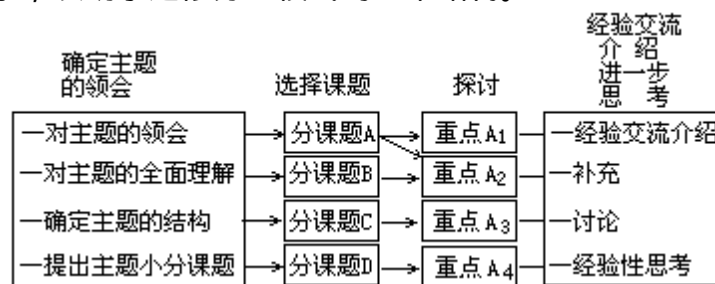 经验交流
介 绍
进一步
思 考
确定主题
的领会
选择课题
探讨
一对主题的领会
分课题A
重点A1
一经验交流介绍
一对主题的全面理解
分课题B
重点A2
一补充
一确定主题的结构
分课题C
重点A3
一讨论
一提出主题小分课题
分课题D
重点A4
一经验性思考